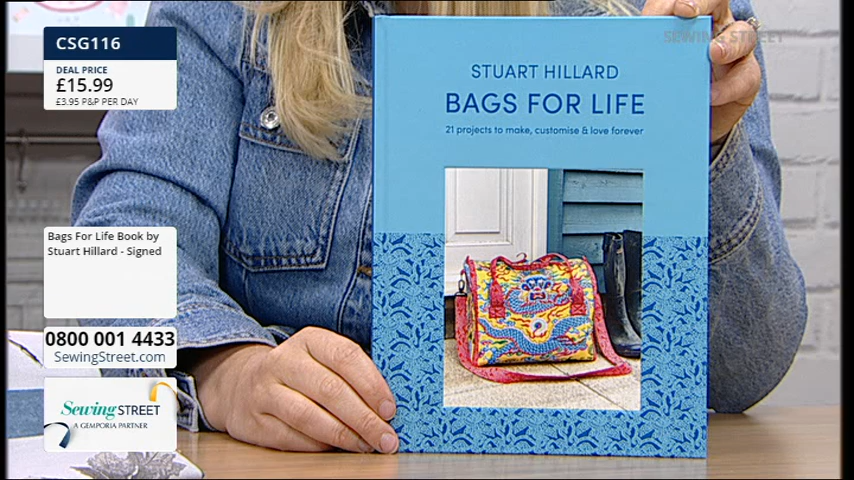 CSG116
DEAL PRICE
£15.99
£3.95 P&P PER DAY
Bags For Life Book by
Stuart Hillard - Signed
0800 001 4433
SewingStreet.com
Sewing STREET
A GEMPORIA PARTNER
SEWING STREET
STUART HILLARD
BAGS FOR LIFE
21 projects to make, customise & love forever